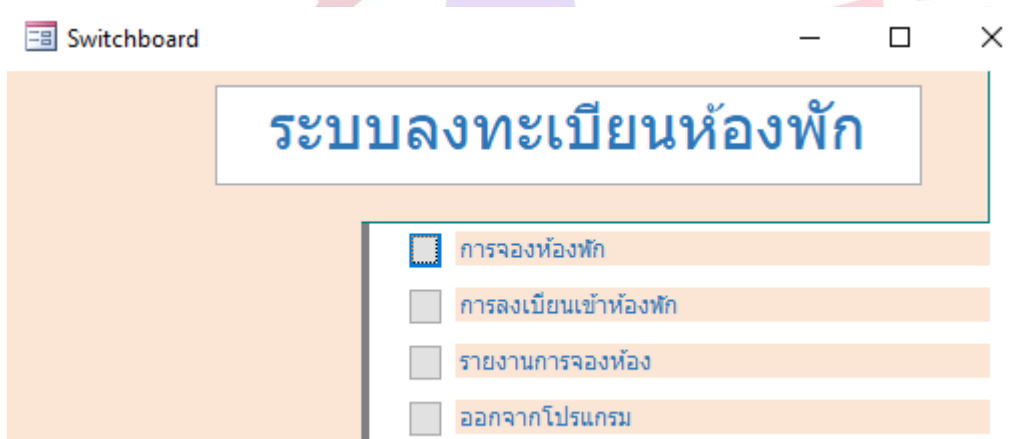 Switchboard
ระบบลงทะเบียนห้องพัก
การจองห้องพัก
การลงเบียนเข้าห้องพัก
รายงานการจองห้อง
ออกจากโปรแกรม